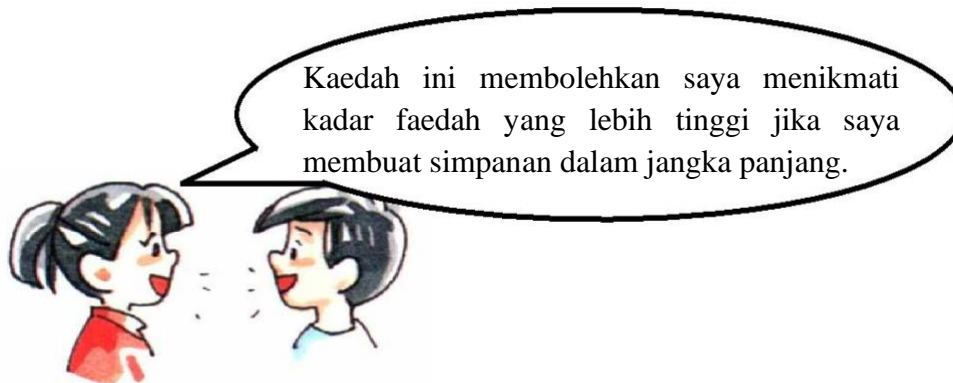 Kaedah ini membolehkan saya menikmati
kadar faedah yang lebih tinggi jika saya
membuat simpanan dalam jangka panjang.